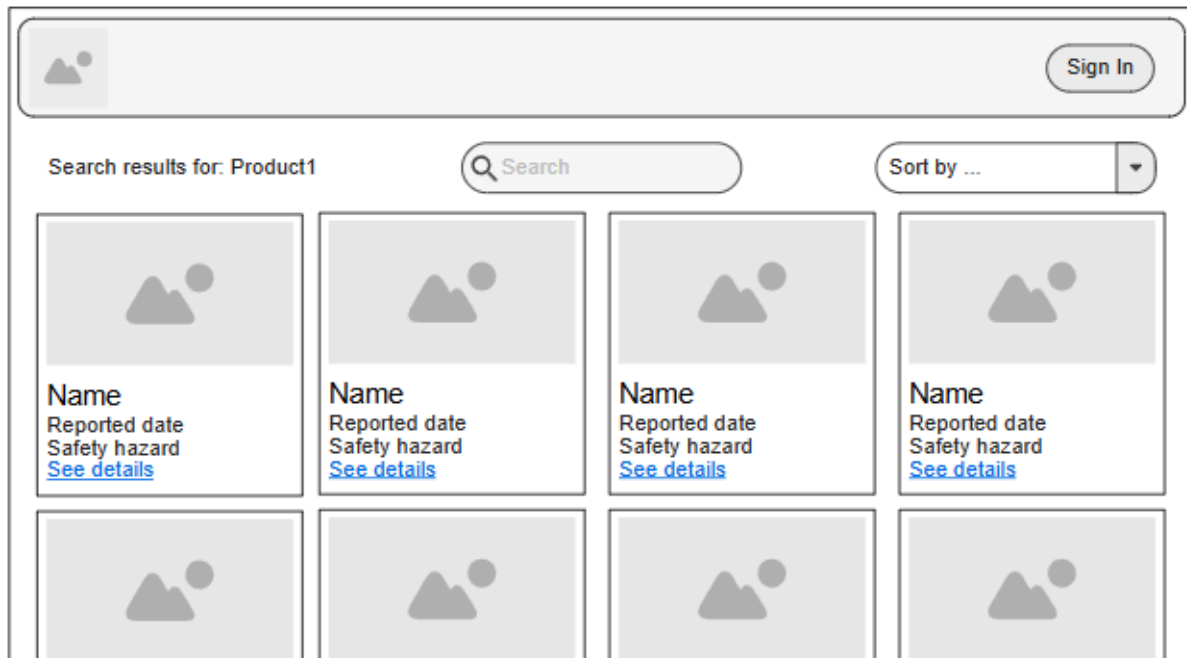 Sign In
Search results for: Product1
Search
Sort by ...
Name
Reported date
Safety hazard
See details
Name
Reported date
Safety hazard
See details
Name
Reported date
Safety hazard
See details
Name
Reported date
Safety hazard
See details